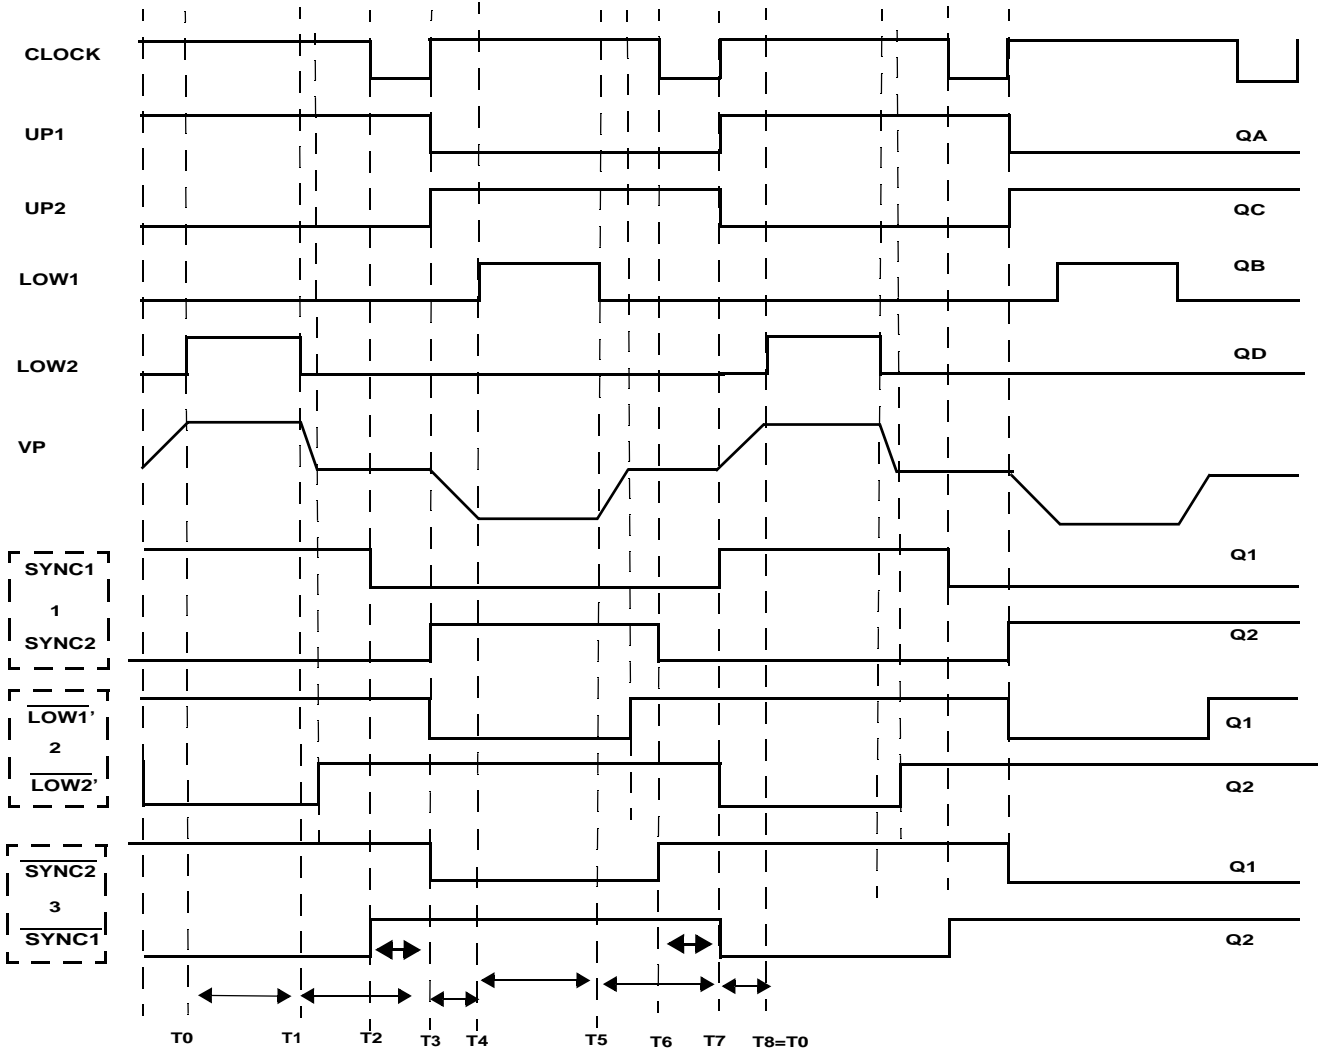 CLOCK
UP1 QA
UP2 QC
LOW1 QB
LOW2 QD
VP
SYNC1 Q1
1
SYNC2 Q2
LOW1' Q1
2
LOW2' Q2
SYNC2 Q1
3
SYNC1 Q2
T0 T1 T2 T3 T4 T5 T6 T7 T8=T0